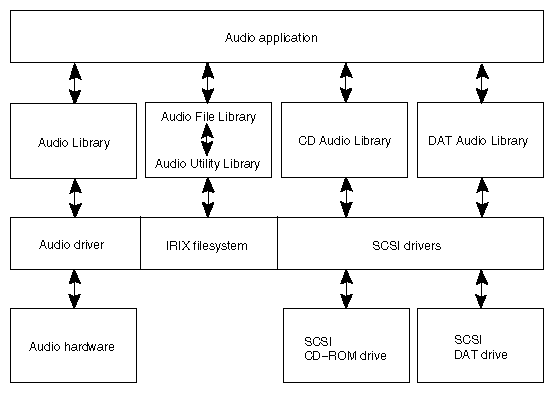 Audio application
Audio Library
Audio File Library
Audio Utility Library
CD Audio Library
DAT Audio Library
Audio driver
IRIX filesystem
SCSI drivers
Audio hardware
SCSI
CD–ROM drive
SCSI
DAT drive